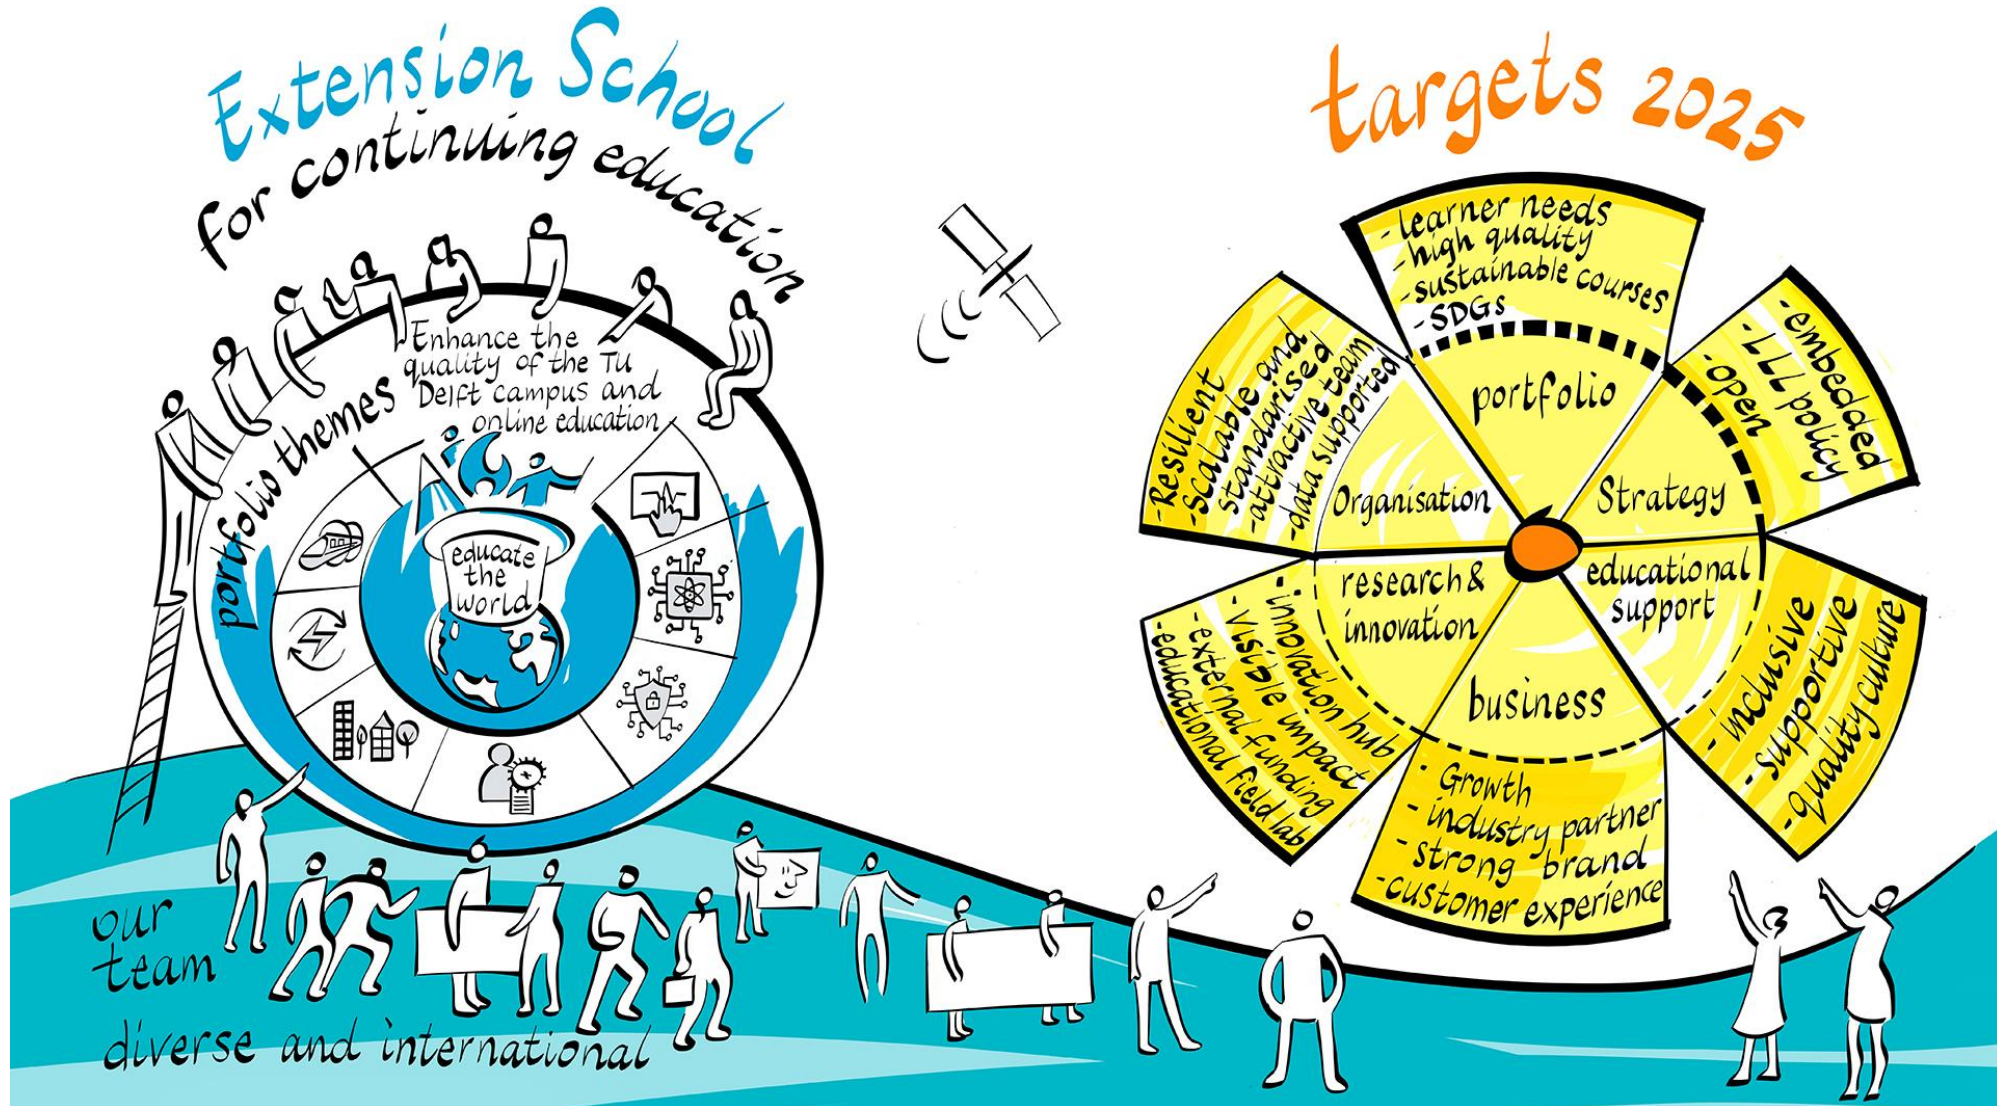 Extension School
for continuing education
Enhance the
quality of the TU
Delft campus and
online education
portfolio themes
educate
the
world
our
team
diverse and international
targets 2025
- learner needs
- high quality
- sustainable courses
- SDGs
portfolio
- embedded
- LLL policy
- open
Strategy
educational
support
- inclusive
- supportive
- quality culture
business
- Growth
- industry partner
- strong brand
- customer experience
research &
innovation
- innovation hub
- visible impact
- external funding
- educational field lab
Organisation
- Resilient
- Scalable and
standarised
- attractive team
- data supported